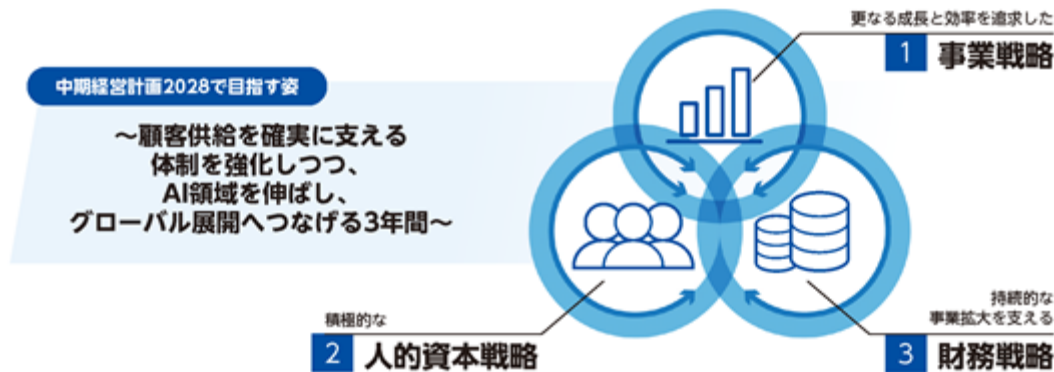 中期経営計画2028で目指す姿
～顧客供給を確実に支える
体制を強化しつつ、
AI領域を伸ばし、
グローバル展開へつなげる3年間～
更なる成長と効率を追求した
1 事業戦略
積極的な
2 人的資本戦略
持続的な
事業拡大を支える
3 財務戦略